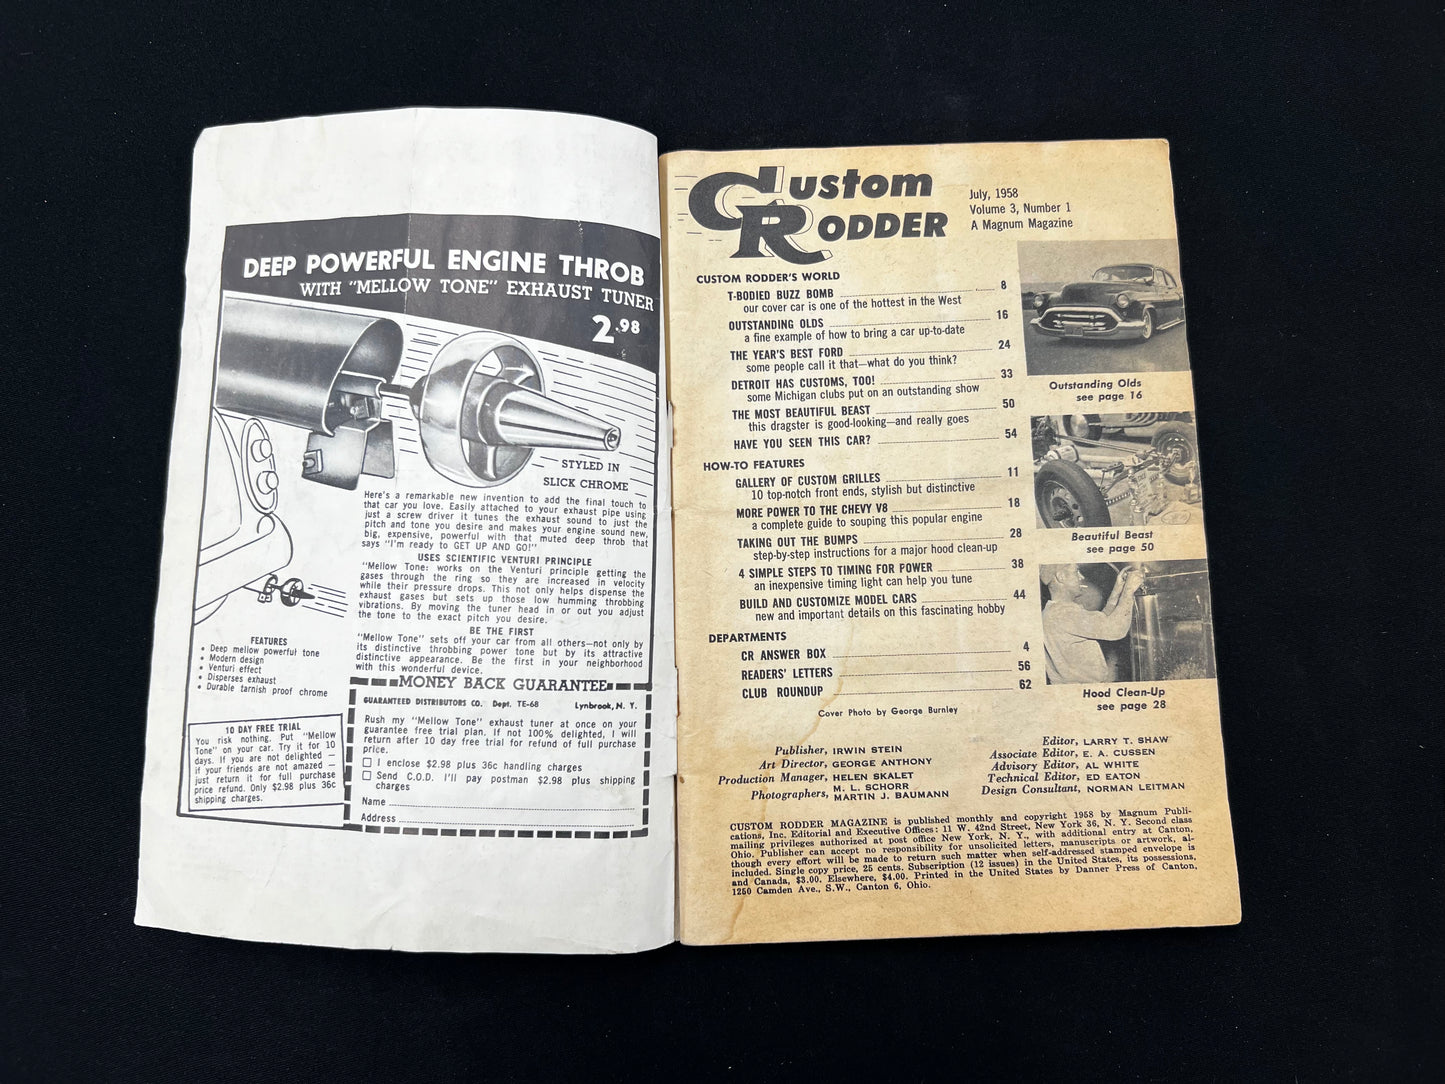 DEEP POWERFUL ENGINE THROB
WITH "MELLOW TONE" EXHAUST TUNER
2.98
STYLED IN
SLICK CHROME
Here's a remarkable new invention to add the final touch to
that car you love. Easily attached to your exhaust pipe using
just a screw driver it tunes the exhaust sound to just the
pitch and tone you desire and makes your engine sound new,
big, expensive, powerful with that muted deep throb that
says "I'm ready to GET UP AND GO!"
USES SCIENTIFIC VENTURI PRINCIPLE
"Mellow Tone: works on the Venturi principle getting the
gases through the ring so they are increased in velocity
while their pressure drops. This not only helps dispense the
exhaust gases but sets up those low humming throbbing
vibrations. By moving the tuner head in or out you adjust
the tone to the exact pitch you desire.
BE THE FIRST
"Mellow Tone" sets off your car from all others—not only by
its distinctive throbbing power tone but by its attractive
distinctive appearance. Be the first in your neighborhood
with this wonderful device.
FEATURES
• Deep mellow powerful tone
• Modern design
• Venturi effect
• Disperses exhaust
• Durable tarnish proof chrome
10 DAY FREE TRIAL
You risk nothing. Put "Mellow
Tone" on your car. Try it for 10
days. If you are not delighted —
if your friends are not amazed —
just return it for full purchase
price refund. Only $2.98 plus 36c
shipping charges.
MONEY BACK GUARANTEE
GUARANTEED DISTRIBUTORS CO. Dept. TE-68 Lynbrook, N. Y.
Rush my "Mellow Tone" exhaust tuner at once on your
guarantee free trial plan. If not 100% delighted, I will
return after 10 day free trial for refund of full purchase
price.
I enclose $2.98 plus 36c handling charges
Send C.O.D. I'll pay postman $2.98 plus shipping
charges
Name
Address
Custom
RODDER
July, 1958
Volume 3, Number 1
A Magnum Magazine
CUSTOM RODDER'S WORLD
T-BODIED BUZZ BOMB 8
our cover car is one of the hottest in the West
OUTSTANDING OLDS 16
a fine example of how to bring a car up-to-date
THE YEAR'S BEST FORD 24
some people call it that—what do you think?
DETROIT HAS CUSTOMS, TOO! 33
some Michigan clubs put on an outstanding show
THE MOST BEAUTIFUL BEAST 50
this dragster is good-looking—and really goes
HAVE YOU SEEN THIS CAR? 54
HOW-TO FEATURES
GALLERY OF CUSTOM GRILLES 11
10 top-notch front ends, stylish but distinctive
MORE POWER TO THE CHEVY V8 18
a complete guide to souping this popular engine
TAKING OUT THE BUMPS 28
step-by-step instructions for a major hood clean-up
4 SIMPLE STEPS TO TIMING FOR POWER 38
an inexpensive timing light can help you tune
BUILD AND CUSTOMIZE MODEL CARS 44
new and important details on this fascinating hobby
DEPARTMENTS
CR ANSWER BOX 4
READERS' LETTERS 56
CLUB ROUNDUP 62
Cover Photo by George Burnley
Outstanding Olds
see page 16
Beautiful Beast
see page 50
Hood Clean-Up
see page 28
Publisher, IRWIN STEIN
Art Director, GEORGE ANTHONY
Production Manager, HELEN SKALET
Photographers, M. L. SCHORR
MARTIN J. BAUMANN
Editor, LARRY T. SHAW
Associate Editor, E. A. CUSSEN
Advisory Editor, AL WHITE
Technical Editor, ED EATON
Design Consultant, NORMAN LEITMAN
CUSTOM RODDER MAGAZINE is published monthly and copyright 1958 by Magnum Publi-
cations, Inc. Editorial and Executive Offices: 11 W. 42nd Street, New York 36, N. Y. Second class
mailing privileges authorized at post office New York, N. Y., with additional entry at Canton,
Ohio. Publisher can accept no responsibility for unsolicited letters, manuscripts or artwork, al-
though every effort will be made to return such matter when self-addressed stamped envelope is
included. Single copy price, 25 cents. Subscription (12 issues) in the United States, its possessions,
and Canada, $3.00. Elsewhere, $4.00. Printed in the United States by Danner Press of Canton,
1250 Camden Ave., S.W., Canton 6, Ohio.